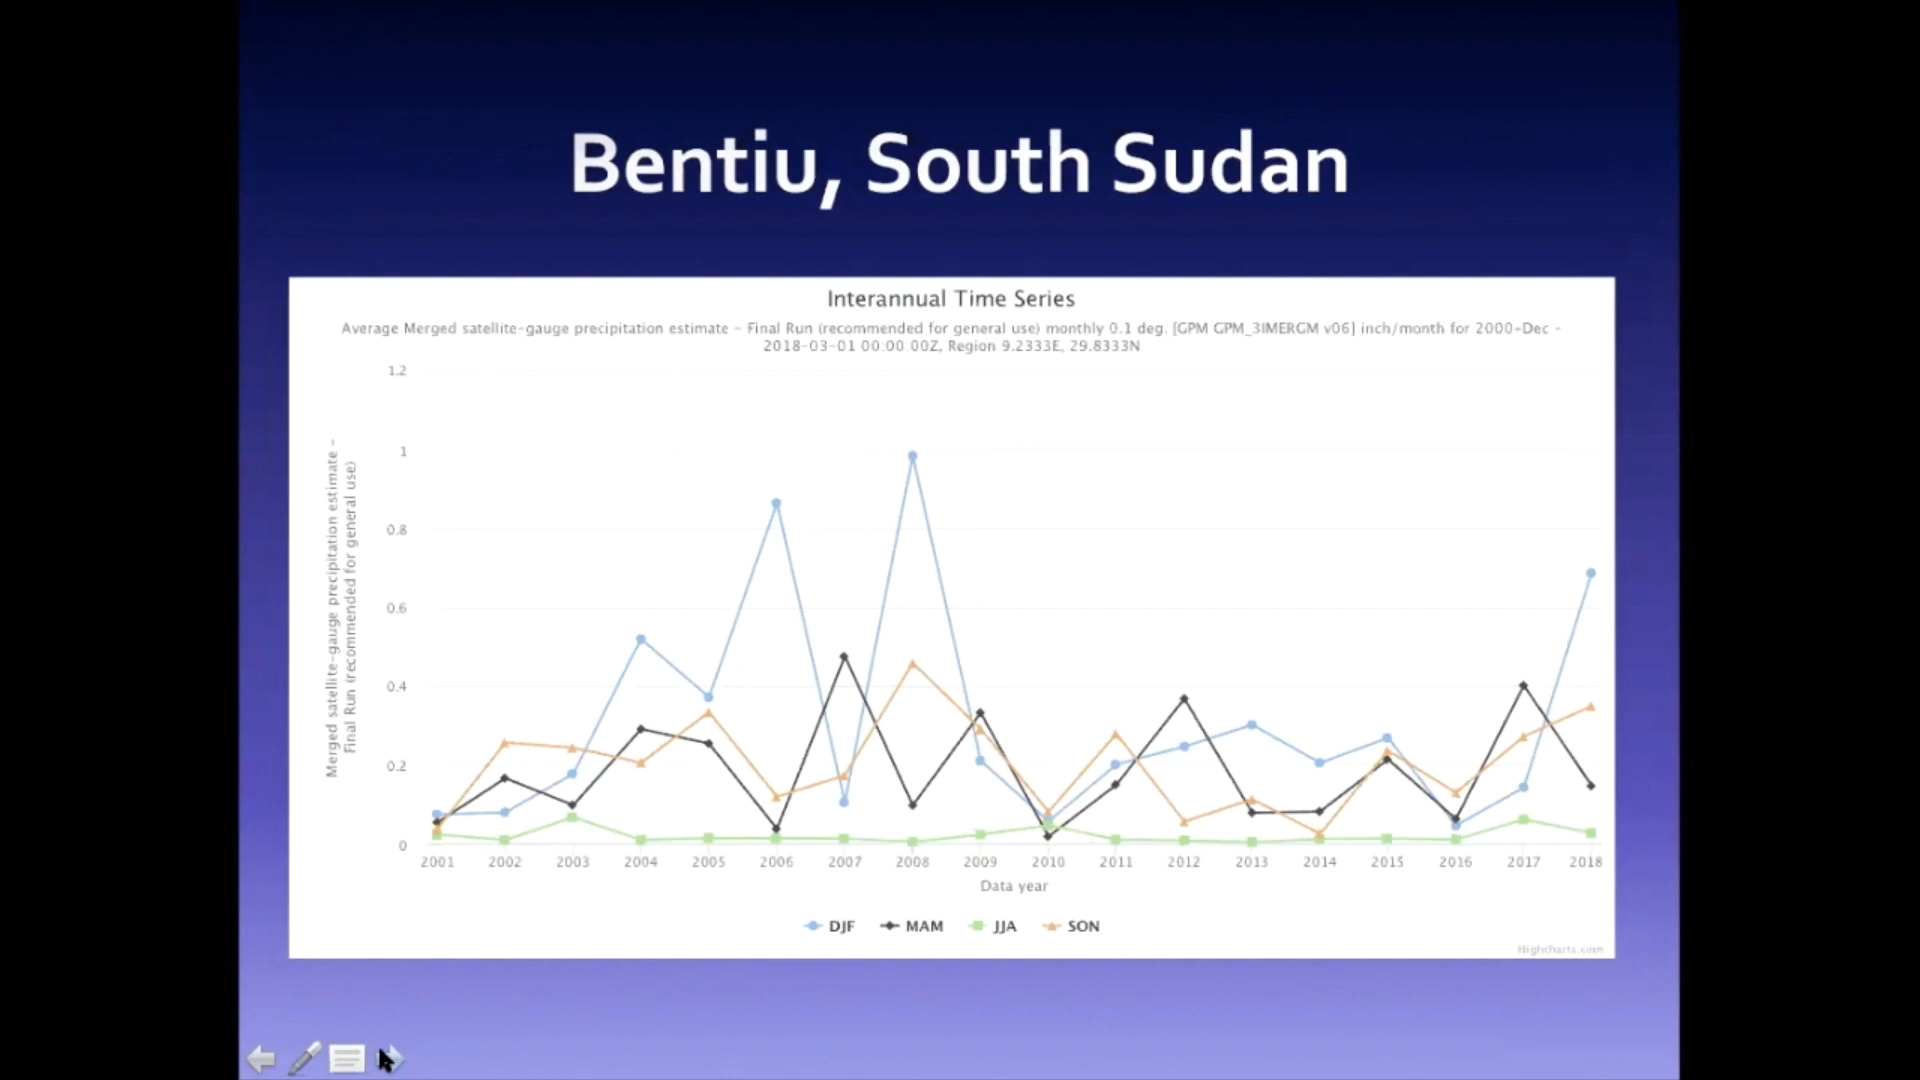 Bentiu, South Sudan
Interannual Time Series
Average Merged satellite-gauge precipitation estimate - Final Run (recommended for general use) monthly 0.1 deg. [GPM GPM_3IMERGM v06] inch/month for 2000-Dec -
2018-03-01 00:00:00Z, Region 9.2333E, 29.8333N
Merged satellite-gauge precipitation estimate -
Final Run (recommended for general use)
1.2
1
0.8
0.6
0.4
0.2
0
2001 2002 2003 2004 2005 2006 2007 2008 2009 2010 2011 2012 2013 2014 2015 2016 2017 2018
Data year
DJF MAM JJA SON
Highcharts.com